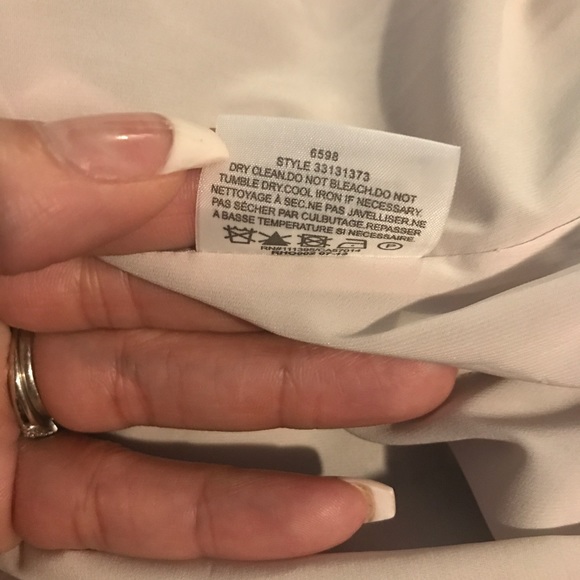 6598
STYLE 33131373
DRY CLEAN.DO NOT BLEACH.DO NOT
TUMBLE DRY.COOL IRON IF NECESSARY.
NETTOYAGE À SEC.NE PAS JAVELLISER.NE
PAS SÉCHER PAR CULBUTAGE.REPASSER
A BASSE TEMPERATURE SI NECESSAIRE.
P